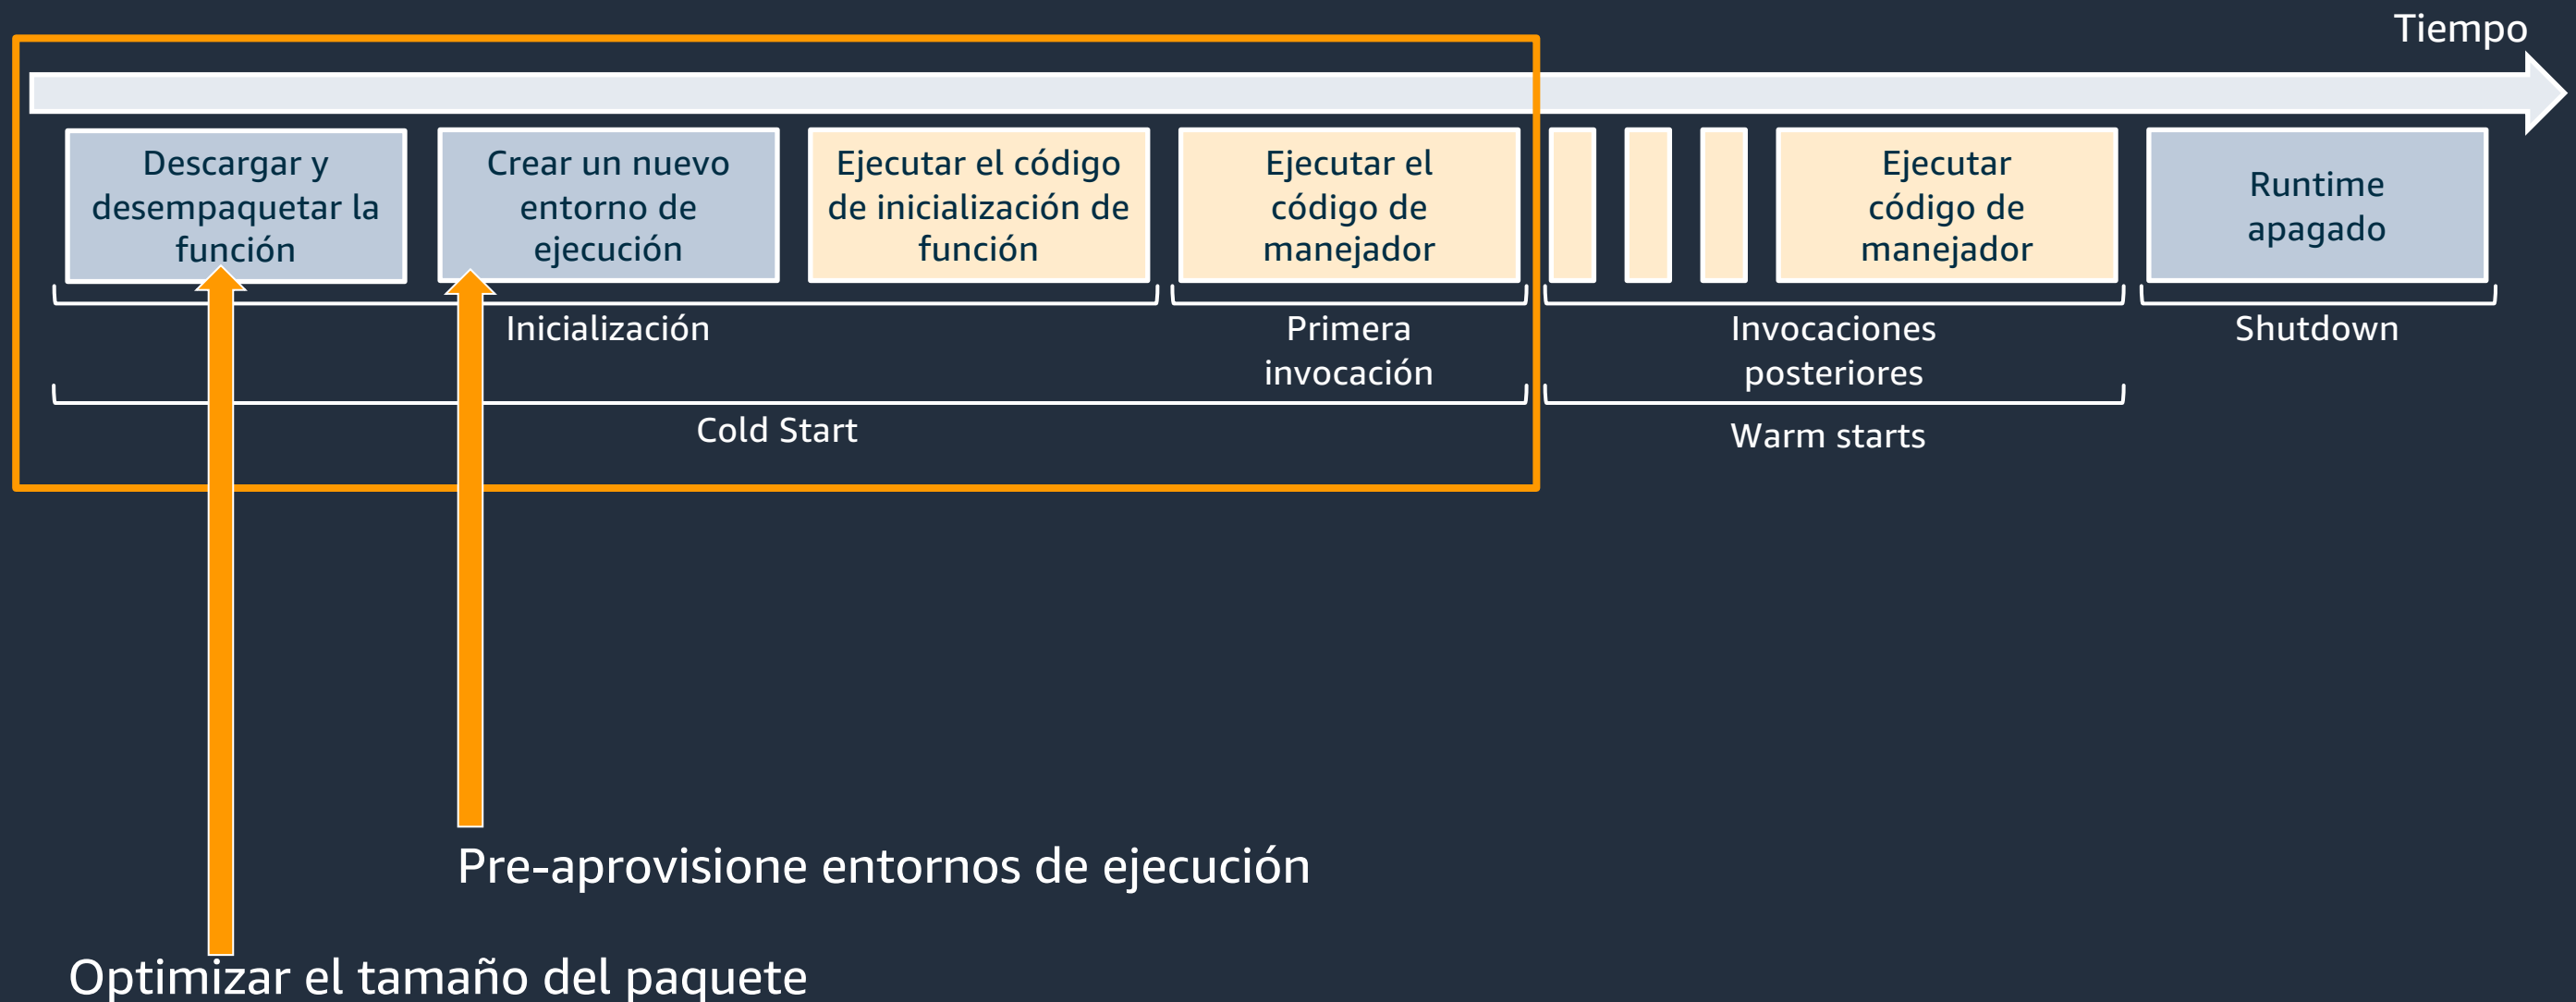 Tiempo
Descargar y
desempaquetar la
función
Crear un nuevo
entorno de
ejecución
Ejecutar el código
de inicialización de
función
Ejecutar el
código de
manejador
Ejecutar
código de
manejador
Runtime
apagado
Inicialización
Primera
invocación
Invocaciones
posteriores
Shutdown
Cold Start
Warm starts
Pre-aprovisione entornos de ejecución
Optimizar el tamaño del paquete